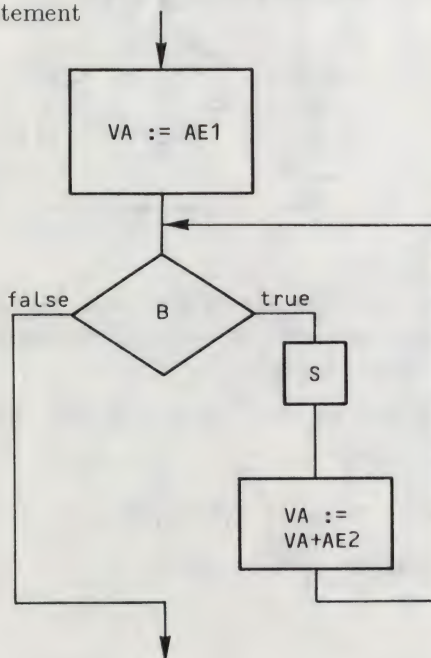 tement
VA := AE1
false
B
true
S
VA :=
VA+AE2